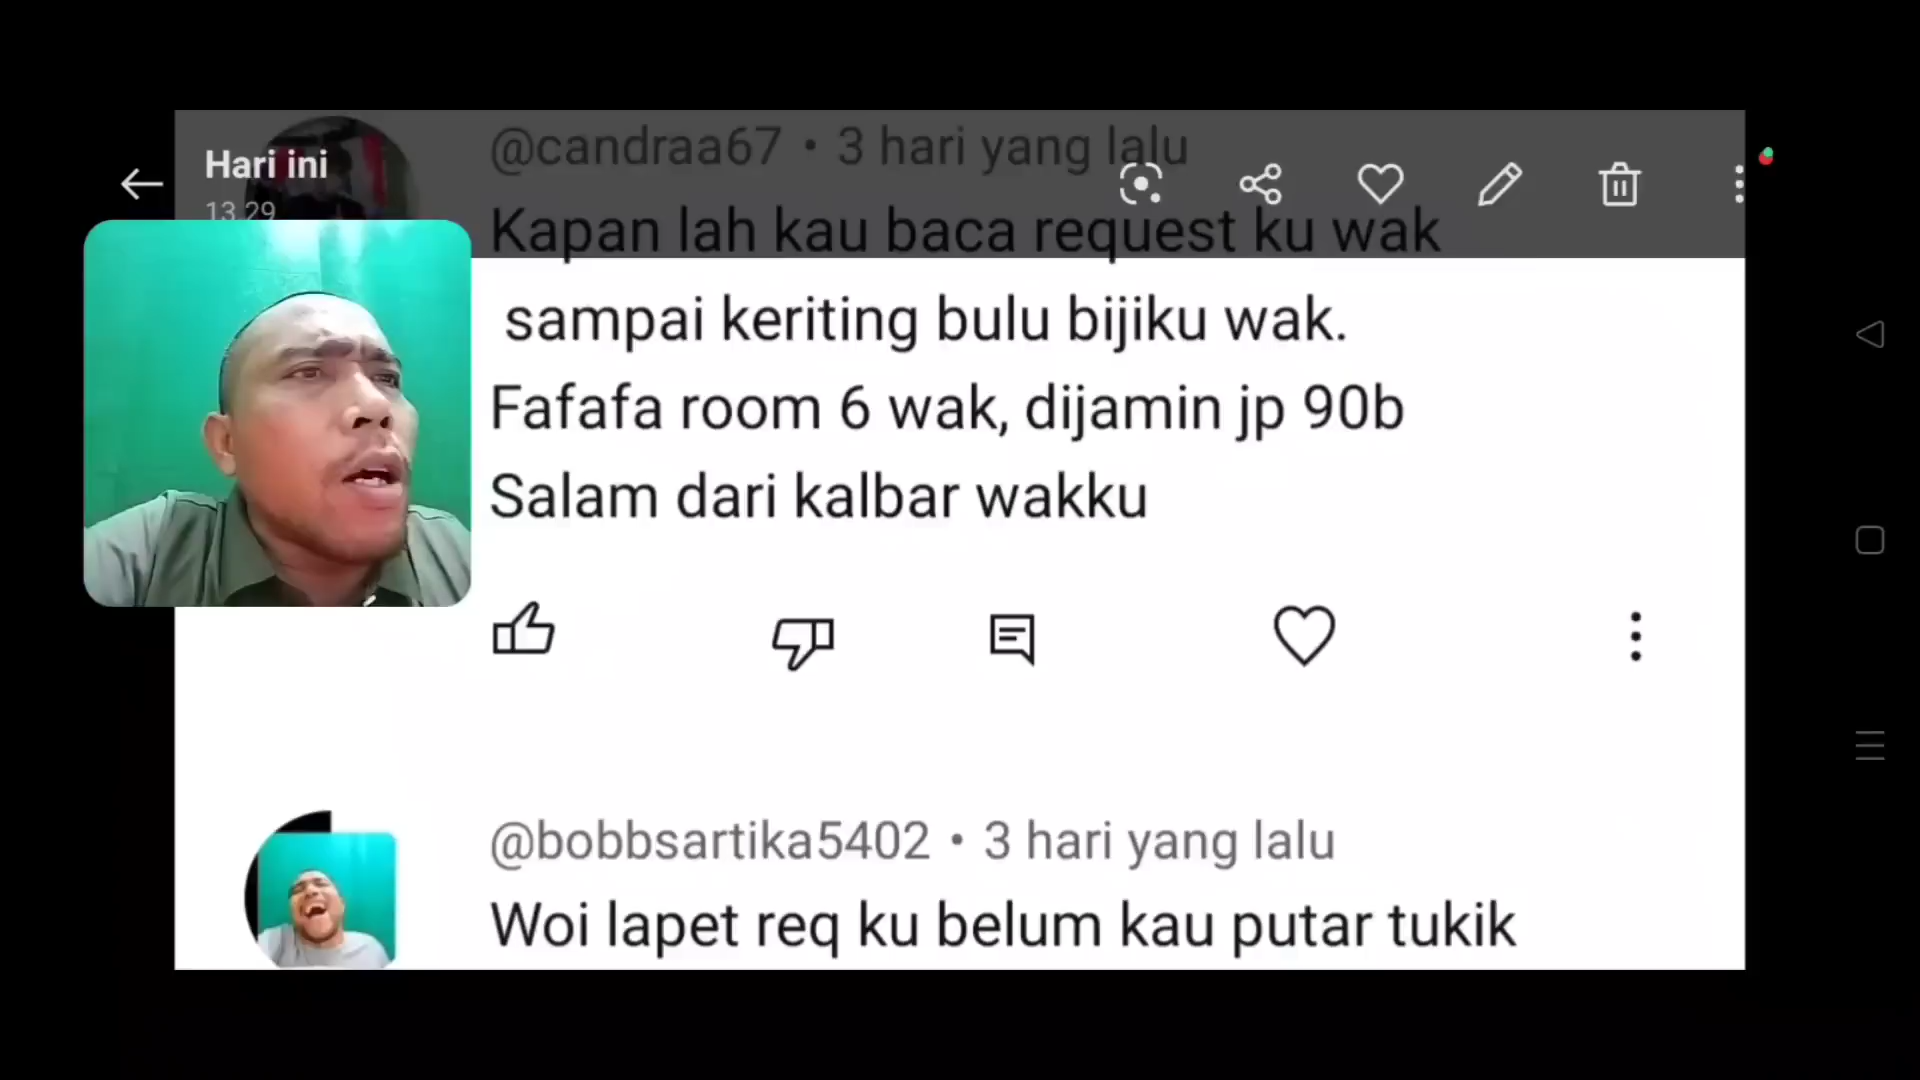 Hari ini
13.29
@candraa67 • 3 hari yang lalu
Kapan lah kau baca request ku wak
sampai keriting bulu bijiku wak.
Fafafa room 6 wak, dijamin jp 90b
Salam dari kalbar wakku
@bobbsartika5402 • 3 hari yang lalu
Woi lapet req ku belum kau putar tukik